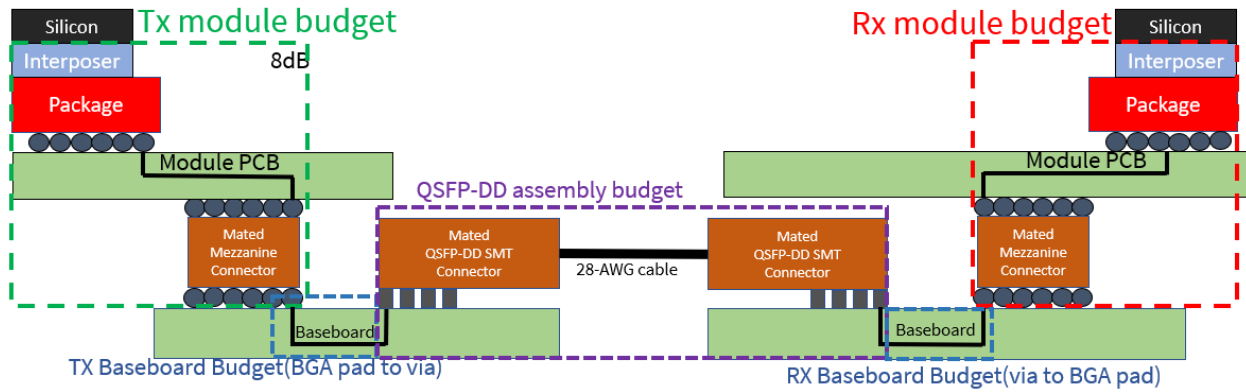 Tx module budget
Rx module budget
Silicon
Silicon
Interposer
8dB
Interposer
Package
Package
Module PCB
Module PCB
QSFP-DD assembly budget
Mated
Mezzanine
Connector
Mated
QSFP-DD SMT
Connector
28-AWG cable
Mated
QSFP-DD SMT
Connector
Mated
Mezzanine
Connector
Baseboard
Baseboard
TX Baseboard Budget(BGA pad to via)
RX Baseboard Budget(via to BGA pad)